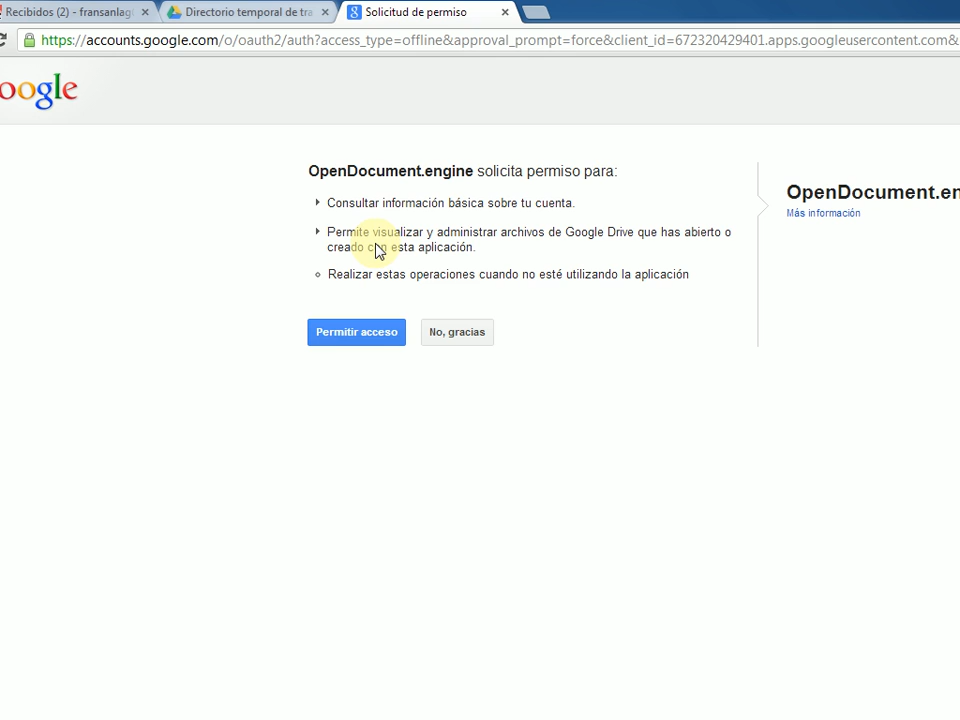 Recibidos (2) - fransanlag
Directorio temporal de tra
Solicitud de permiso
https://accounts.google.com/o/oauth2/auth?access_type=offline&approval_prompt=force&client_id=672320429401.apps.googleusercontent.com&
oogle
OpenDocument.engine solicita permiso para:
Consultar información básica sobre tu cuenta.
Permite visualizar y administrar archivos de Google Drive que has abierto o
creado con esta aplicación.
Realizar estas operaciones cuando no esté utilizando la aplicación
Permitir acceso
No, gracias
OpenDocument.en
Más información